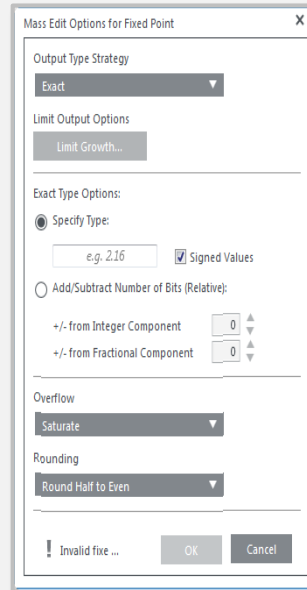 Mass Edit Options for Fixed Point X
Output Type Strategy
Exact
Limit Output Options
Limit Growth...
Exact Type Options:
Specify Type:
e.g. 2.16 Signed Values
Add/Subtract Number of Bits (Relative):
+/- from Integer Component 0
+/- from Fractional Component 0
Overflow
Saturate
Rounding
Round Half to Even
! Invalid fixe ... OK Cancel